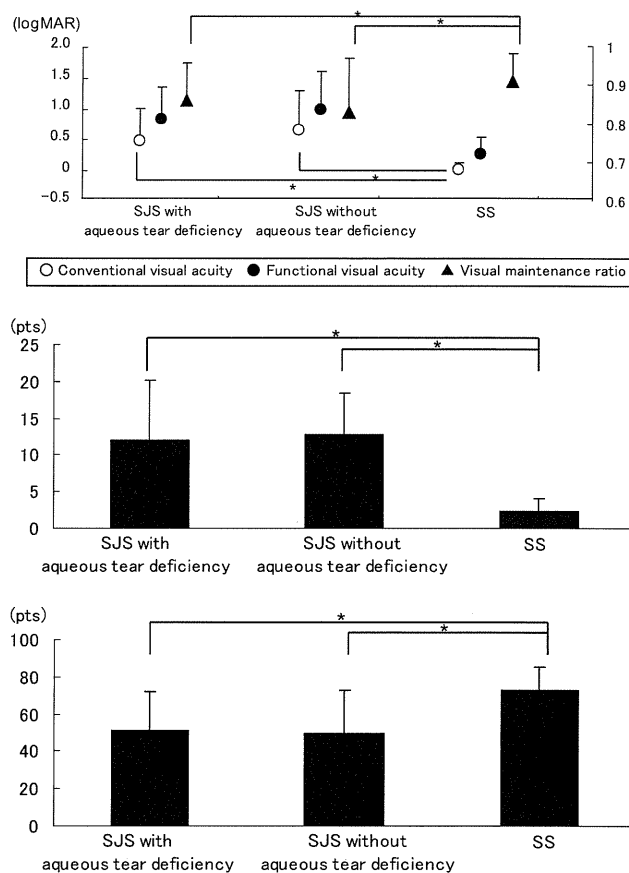 (logMAR)
*
*
2.0
1.5
1.0
0.5
0
-0.5
1
0.9
0.8
0.7
0.6
*
*
SJS with
aqueous tear deficiency
SJS without
aqueous tear deficiency
SS
○ Conventional visual acuity ● Functional visual acuity ▲ Visual maintenance ratio
(pts)
*
*
25
20
15
10
5
0
SJS with
aqueous tear deficiency
SJS without
aqueous tear deficiency
SS
(pts)
*
*
100
80
60
40
20
0
SJS with
aqueous tear deficiency
SJS without
aqueous tear deficiency
SS